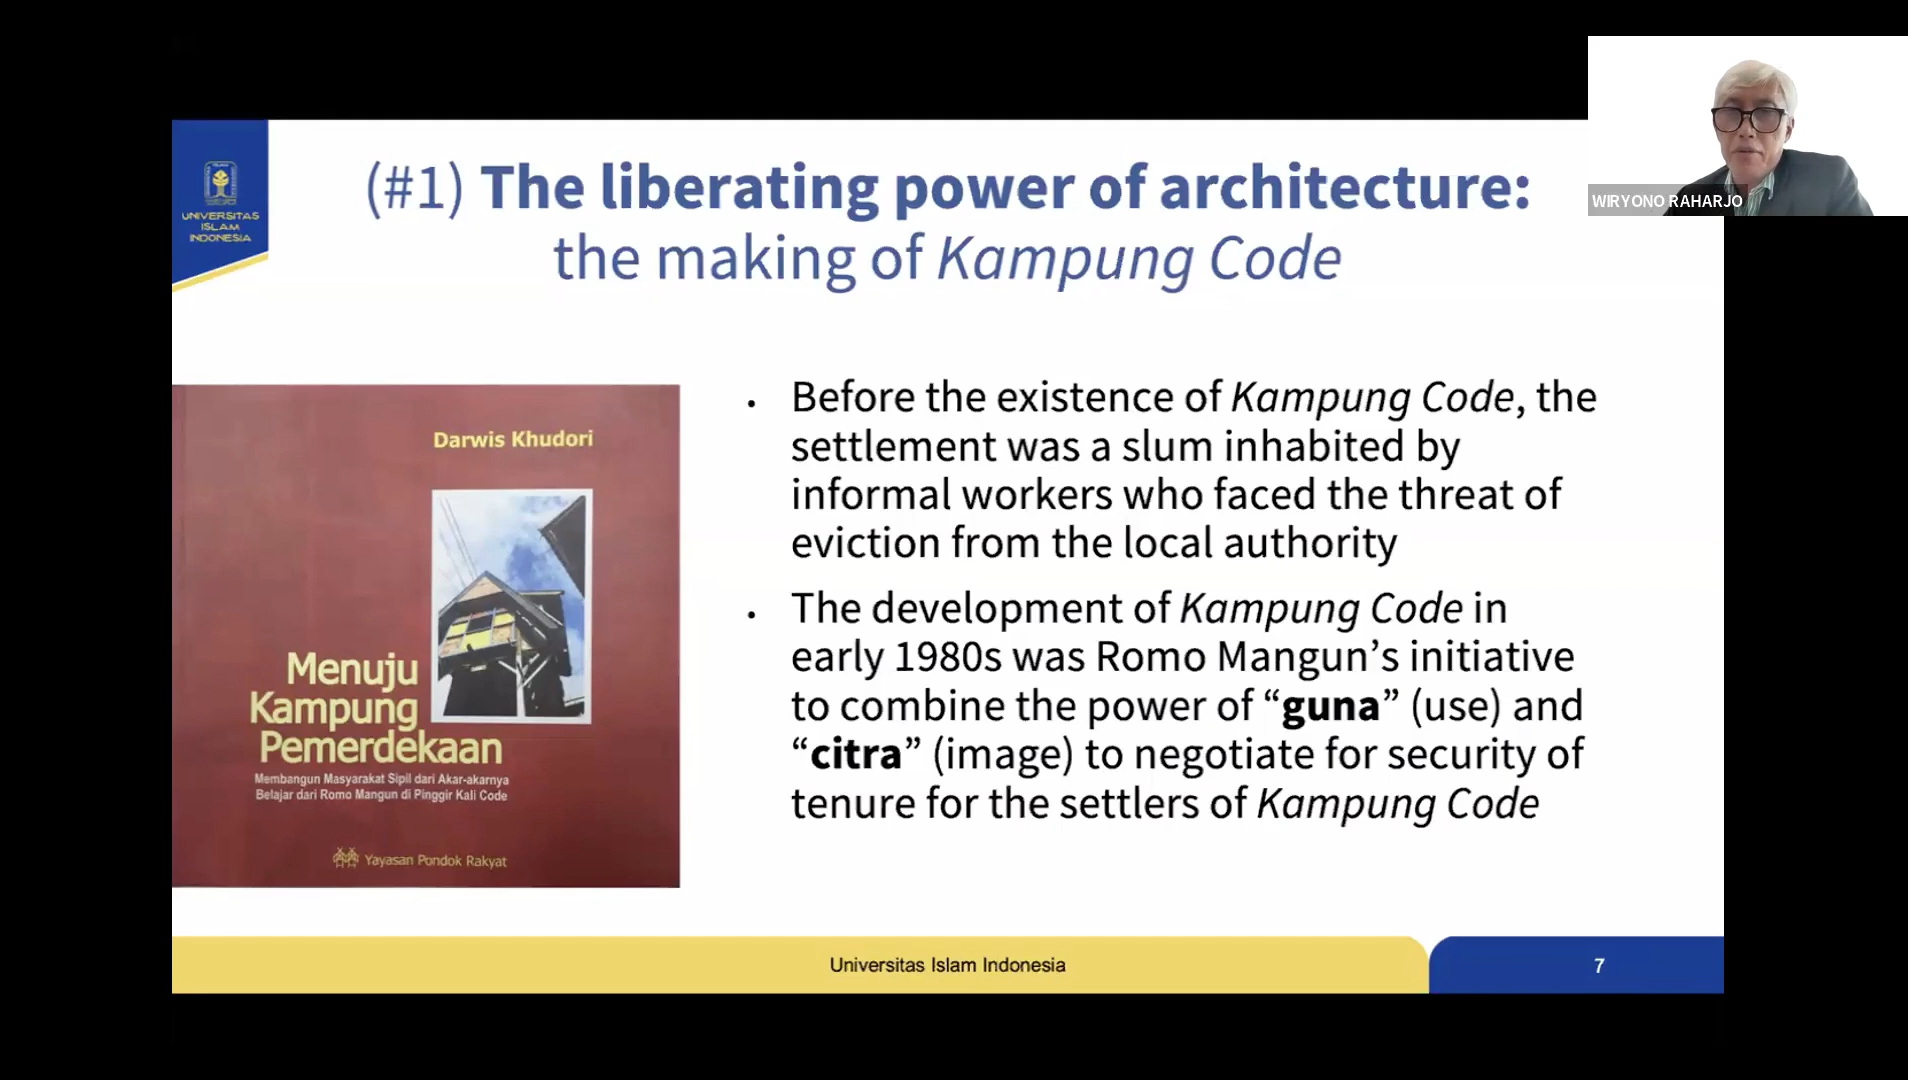 UNIVERSITAS
ISLAM
INDONESIA
(#1) The liberating power of architecture:
the making of Kampung Code
WIRYONO RAHARJO
Darwis Khudori
Menuju
Kampung
Pemerdekaan
Membangun Masyarakat Sipil dari Akar-akarnya
Belajar dari Romo Mangun di Pinggir Kali Code
Yayasan Pondok Rakyat
• Before the existence of Kampung Code, the
settlement was a slum inhabited by
informal workers who faced the threat of
eviction from the local authority
• The development of Kampung Code in
early 1980s was Romo Mangun’s initiative
to combine the power of “guna” (use) and
“citra” (image) to negotiate for security of
tenure for the settlers of Kampung Code
Universitas Islam Indonesia
7